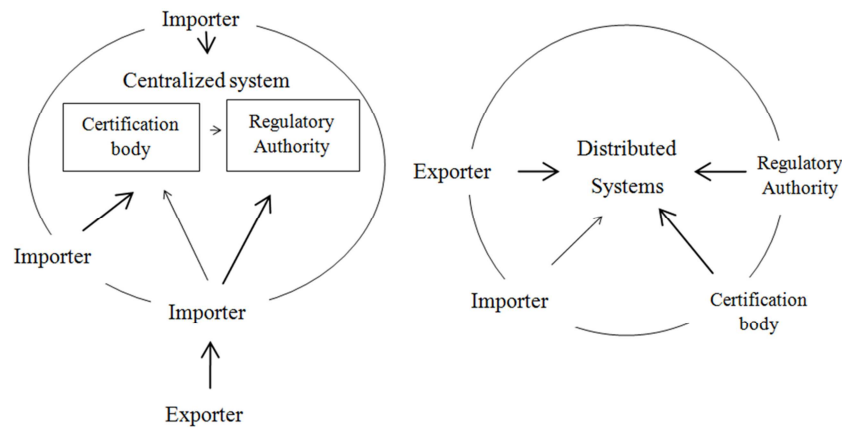 Importer
Centralized system
Certification
body
Regulatory
Authority
Importer
Importer
Exporter
Distributed
Systems
Exporter
Regulatory
Authority
Importer
Certification
body